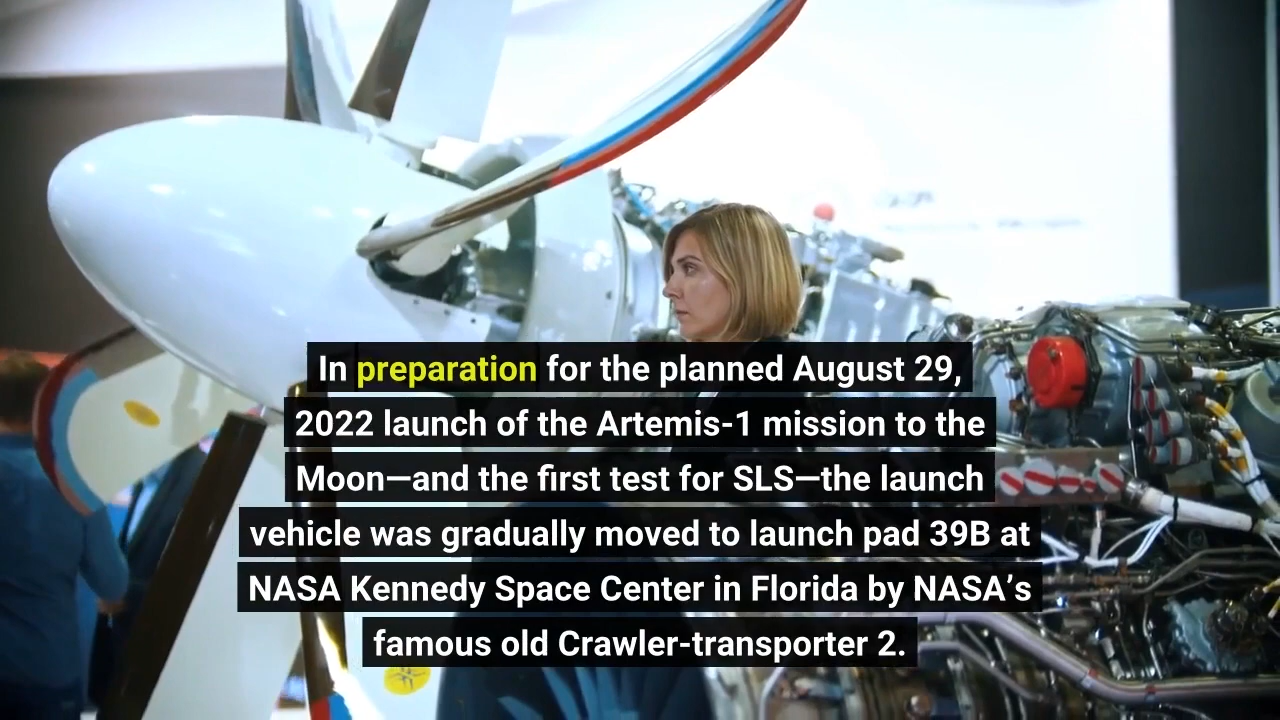 In preparation for the planned August 29,
2022 launch of the Artemis-1 mission to the
Moon—and the first test for SLS—the launch
vehicle was gradually moved to launch pad 39B at
NASA Kennedy Space Center in Florida by NASA’s
famous old Crawler-transporter 2.